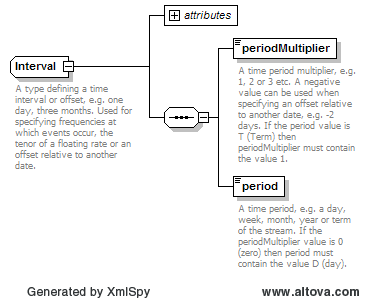 attributes
Interval
A type defining a time
interval or offset, e.g. one
day, three months. Used for
specifying frequencies at
which events occur, the
tenor of a floating rate or an
offset relative to another
date.
periodMultiplier
A time period multiplier, e.g.
1, 2 or 3 etc. A negative
value can be used when
specifying an offset relative
to another date, e.g. -2
days. If the period value is
T (Term) then
periodMultiplier must contain
the value 1.
period
A time period, e.g. a day,
week, month, year or term
of the stream. If the
periodMultiplier value is 0
(zero) then period must
contain the value D (day).
Generated by XmlSpy
www.altova.com